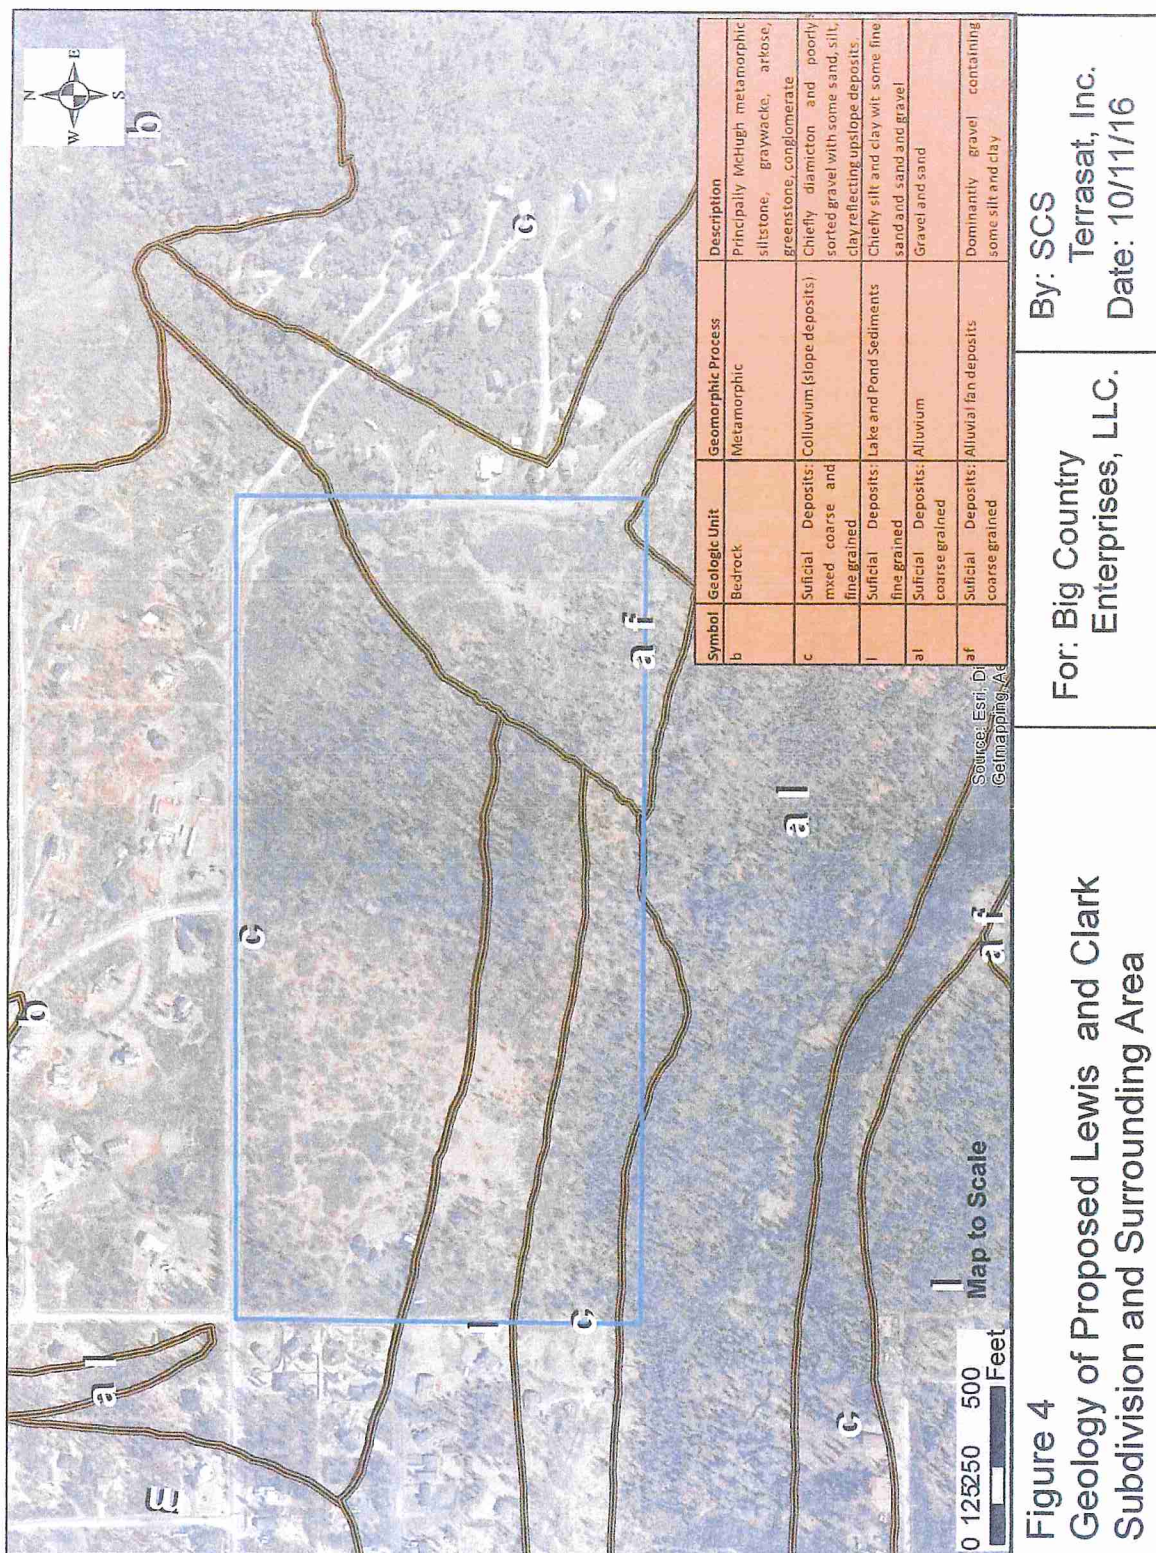 N
W E
S
b
b
c
c
a l
m
l
c
a f
a l
c
l
a f
Symbol Geologic Unit Geomorphic Process Description
b Bedrock Metamorphic Principally McHugh metamorphic
siltstone, graywacke, arkose,
greenstone, conglomerate
c Suficial Deposits: Colluvium (slope deposits) Chiefly diamicton and poorly
mxed coarse and sorted gravel with some sand, silt,
fine grained clay reflecting upslope deposits.
l Suficial Deposits: Lake and Pond Sediments Chiefly silt and clay wit some fine
fine grained sand and sand and gravel
al Suficial Deposits: Alluvium Gravel and sand
coarse grained
af Suficial Deposits: Alluvial fan deposits Dominantly gravel containing
coarse grained some silt and clay
Source: Esri, Di
Getmapping, Ae
Map to Scale
0 125250 500
Feet
Figure 4
Geology of Proposed Lewis and Clark
Subdivision and Surrounding Area
For: Big Country
Enterprises, LLC.
By: SCS
Terrasat, Inc.
Date: 10/11/16